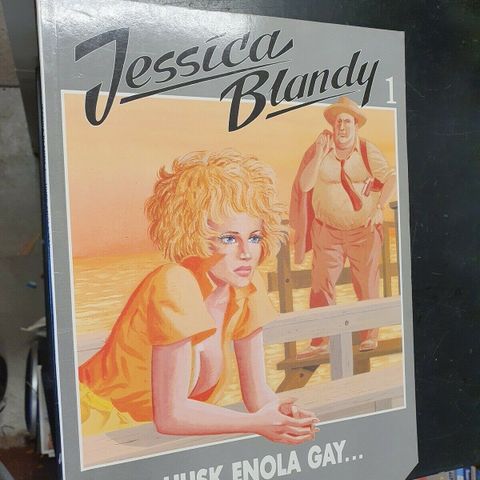 Jessica
Blandy
1
HUSK ENOLA GAY...